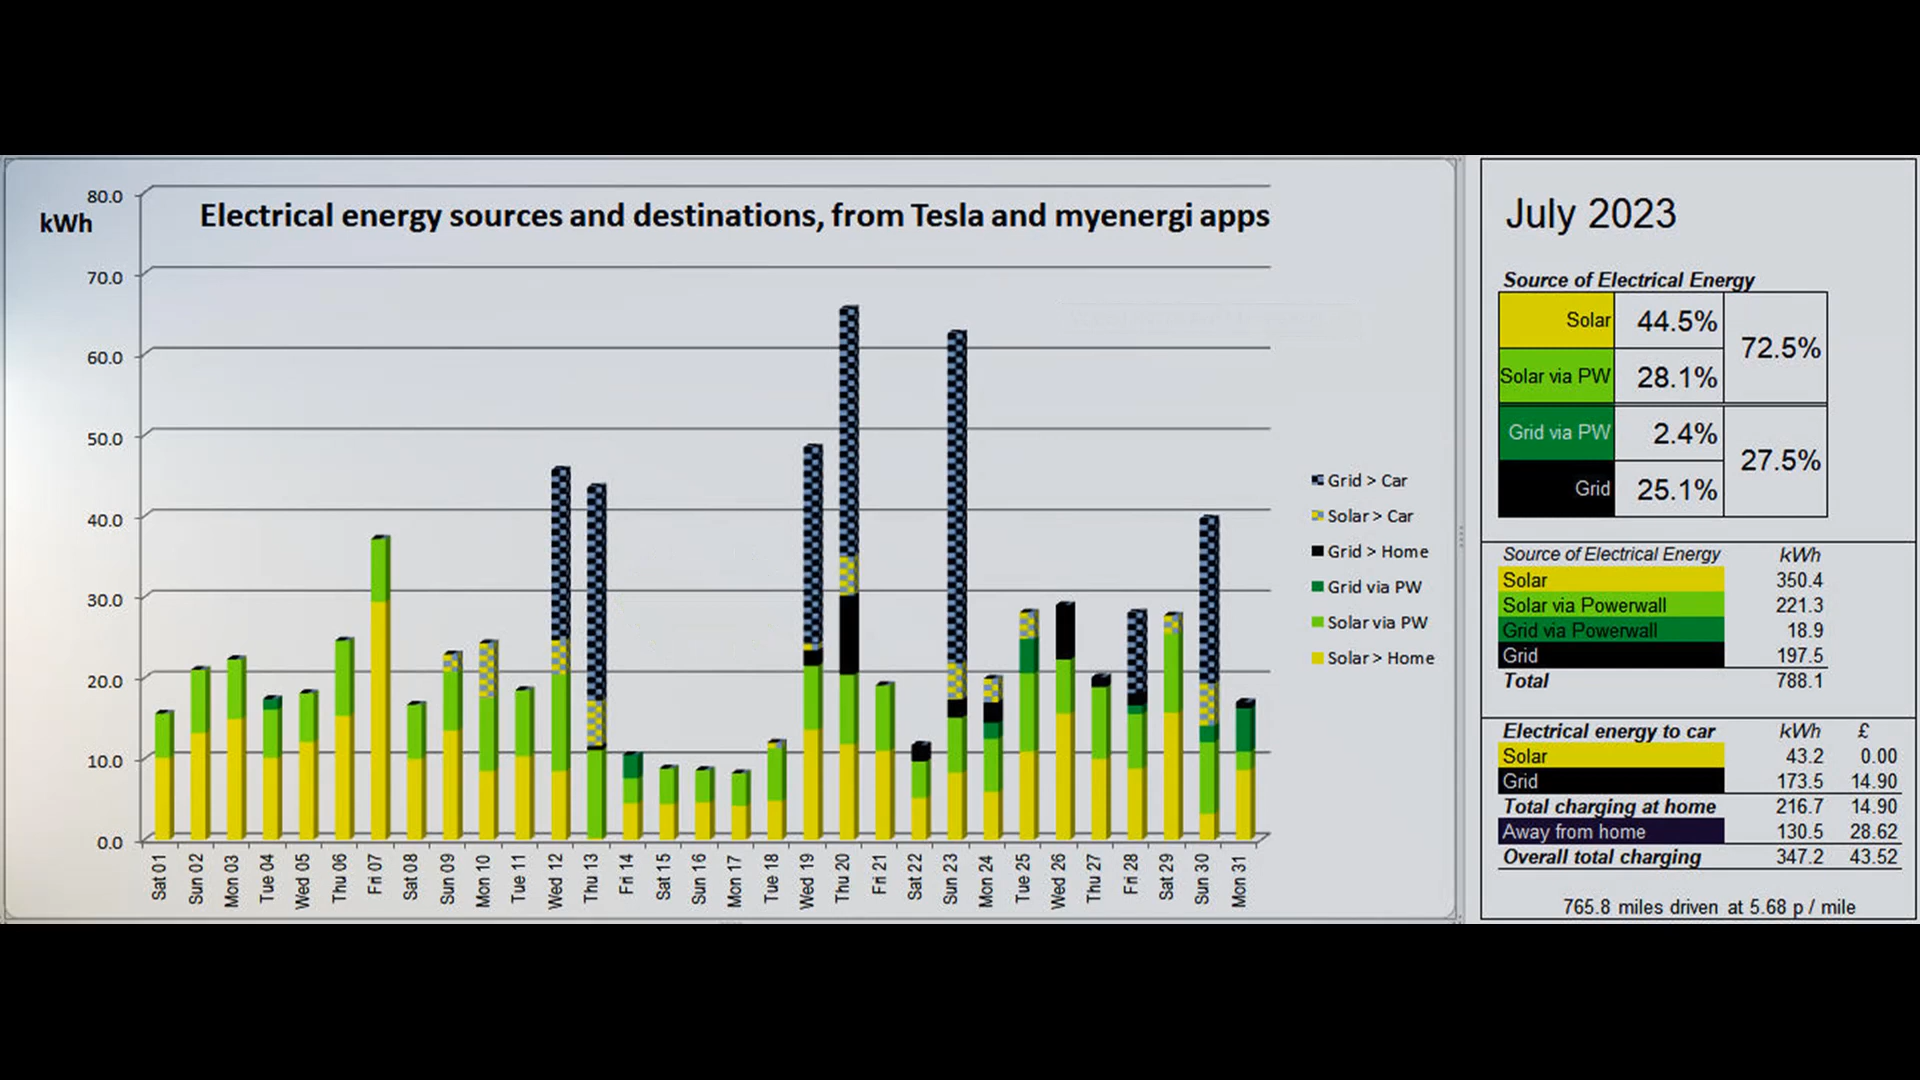 Electrical energy sources and destinations, from Tesla and myenergi apps
kWh
80.0
70.0
60.0
50.0
40.0
30.0
20.0
10.0
0.0
Sat 01
Sun 02
Mon 03
Tue 04
Wed 05
Thu 06
Fri 07
Sat 08
Sun 09
Mon 10
Tue 11
Wed 12
Thu 13
Fri 14
Sat 15
Sun 16
Mon 17
Tue 18
Wed 19
Thu 20
Fri 21
Sat 22
Sun 23
Mon 24
Tue 25
Wed 26
Thu 27
Fri 28
Sat 29
Sun 30
Mon 31
Grid > Car
Solar > Car
Grid > Home
Grid via PW
Solar via PW
Solar > Home
July 2023
Source of Electrical Energy
Solar 44.5%
72.5%
Solar via PW 28.1%
Grid via PW 2.4%
27.5%
Grid 25.1%
Source of Electrical Energy kWh
Solar 350.4
Solar via Powerwall 221.3
Grid via Powerwall 18.9
Grid 197.5
Total 788.1
Electrical energy to car kWh £
Solar 43.2 0.00
Grid 173.5 14.90
Total charging at home 216.7 14.90
Away from home 130.5 28.62
Overall total charging 347.2 43.52
765.8 miles driven at 5.68 p / mile